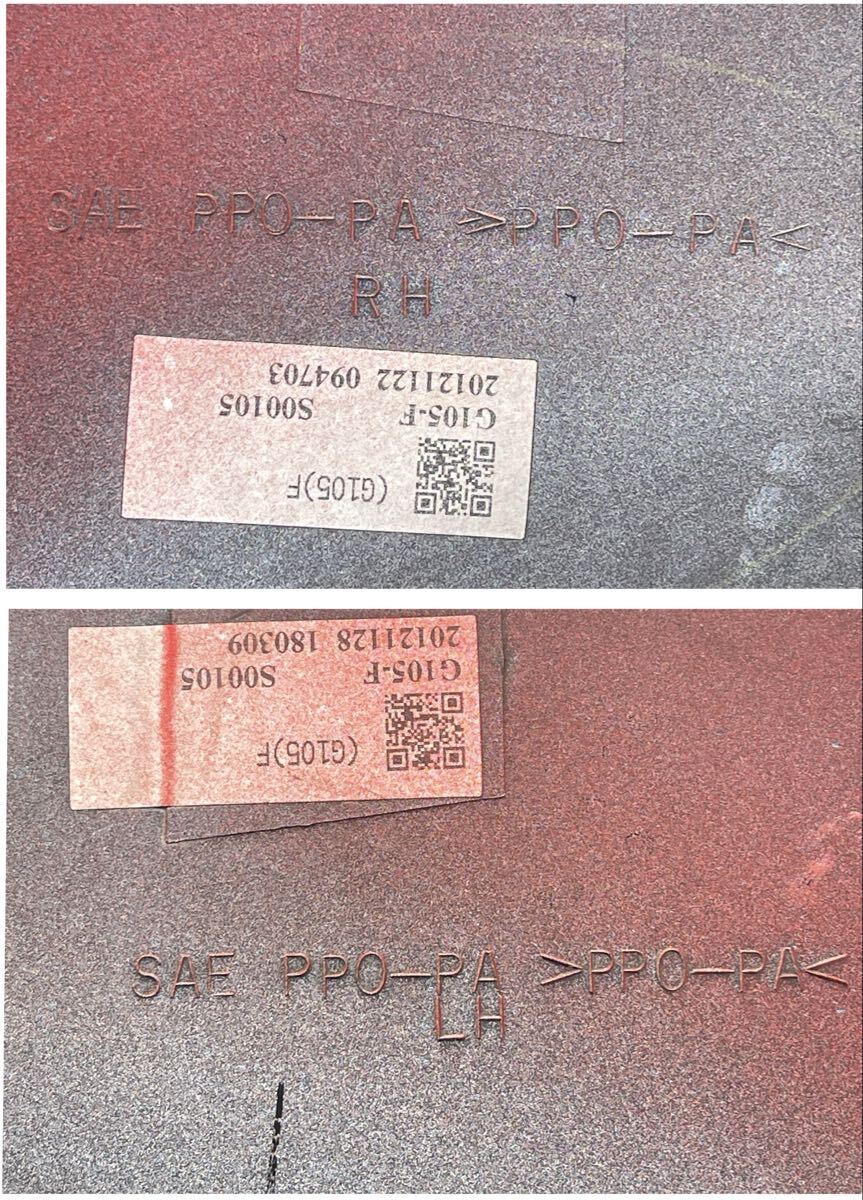 SAE PPO-PA >PPO-PA<
RH
(G105)F
G105-F S00105
20121122 094703
(G105)F
G105-F S00105
20121128 180309
SAE PPO-PA >PPO-PA<
LH